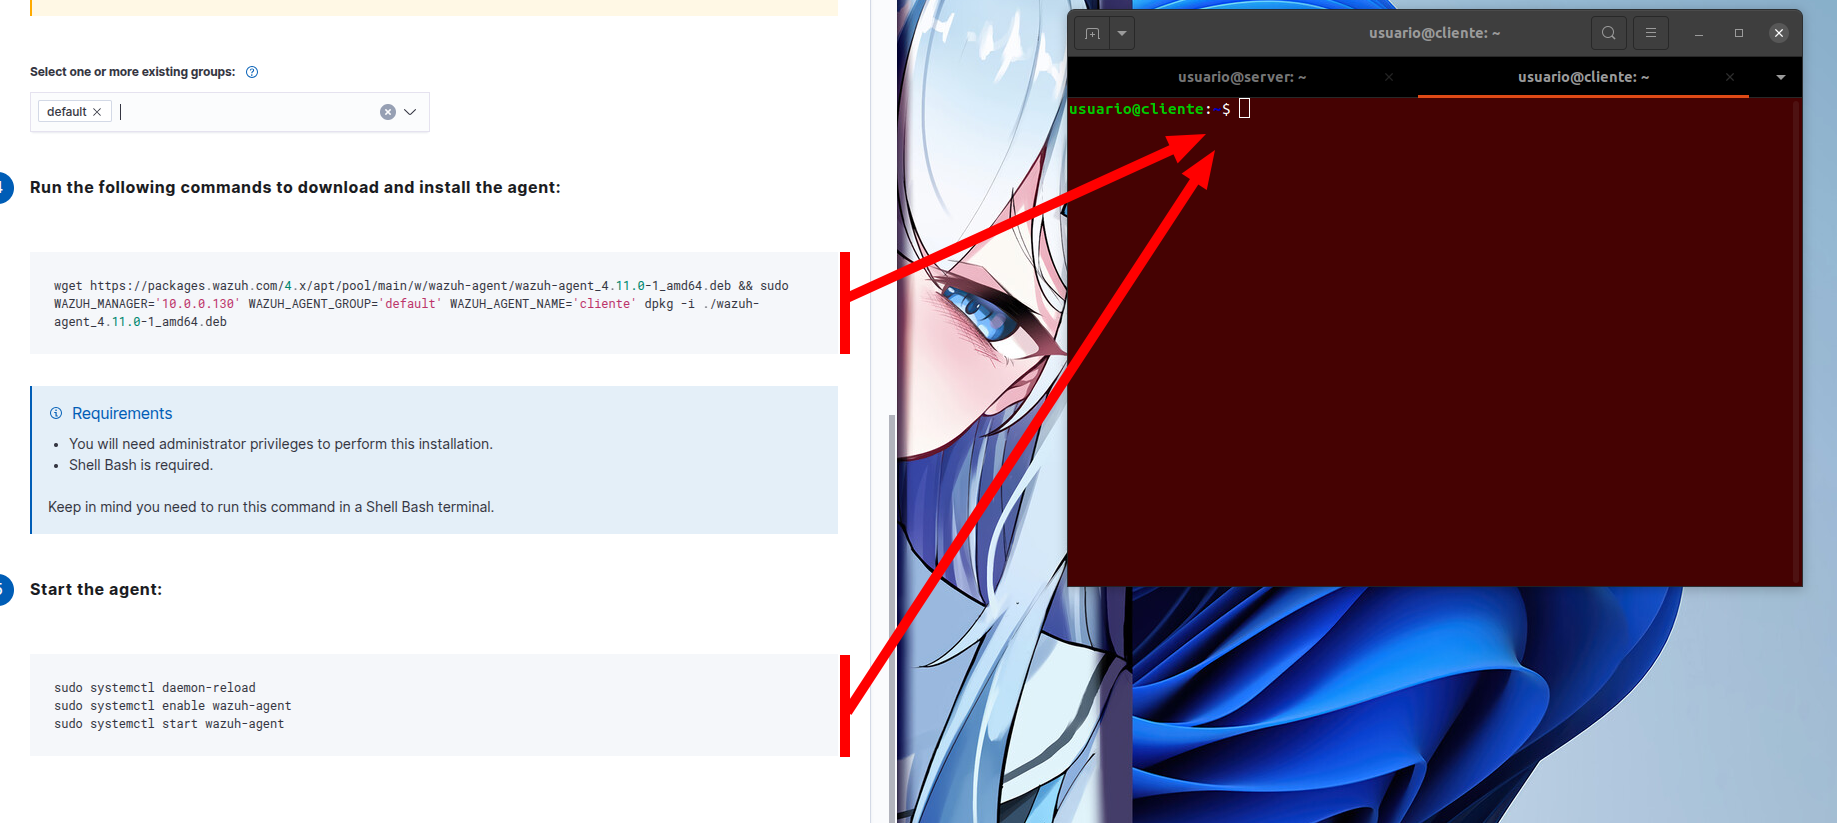 Select one or more existing groups:
default
Run the following commands to download and install the agent:
wget https://packages.wazuh.com/4.x/apt/pool/main/w/wazuh-agent/wazuh-agent_4.11.0-1_amd64.deb && sudo
WAZUH_MANAGER='10.0.0.130' WAZUH_AGENT_GROUP='default' WAZUH_AGENT_NAME='cliente' dpkg -i ./wazuh-
agent_4.11.0-1_amd64.deb
Requirements
• You will need administrator privileges to perform this installation.
• Shell Bash is required.
Keep in mind you need to run this command in a Shell Bash terminal.
Start the agent:
sudo systemctl daemon-reload
sudo systemctl enable wazuh-agent
sudo systemctl start wazuh-agent
usuario@cliente: ~
usuario@server: ~
usuario@cliente: ~
usuario@cliente:~$